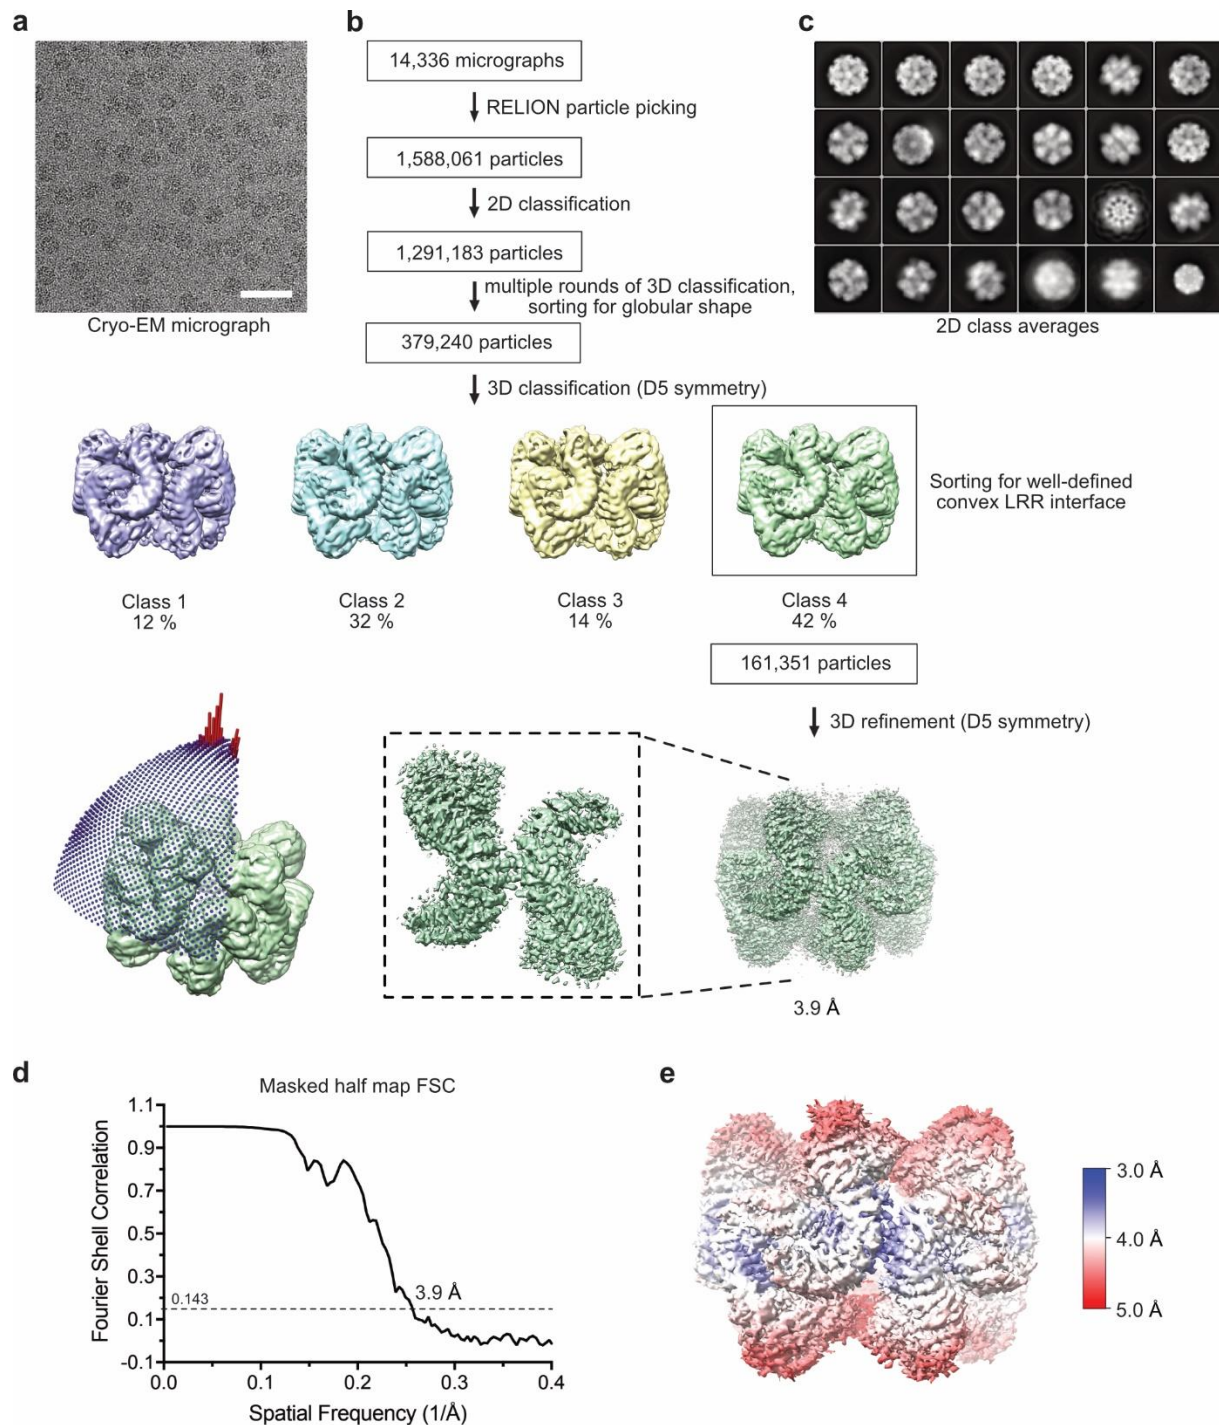 a
Cryo-EM micrograph
b
14,336 micrographs
RELION particle picking
1,588,061 particles
2D classification
1,291,183 particles
multiple rounds of 3D classification,
sorting for globular shape
379,240 particles
3D classification (D5 symmetry)
c
2D class averages
Sorting for well-defined
convex LRR interface
Class 1
12 %
Class 2
32 %
Class 3
14 %
Class 4
42 %
161,351 particles
3D refinement (D5 symmetry)
3.9 Å
d
Masked half map FSC
Fourier Shell Correlation
1.1
0.9
0.7
0.5
0.3
0.1
-0.1
0.143
3.9 Å
0.0
0.1
0.2
0.3
0.4
Spatial Frequency (1/Å)
e
3.0 Å
4.0 Å
5.0 Å